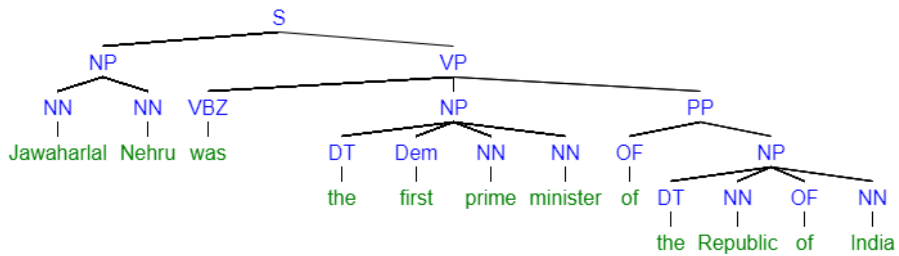 S
NP VP
NN NN VBZ NP PP
Jawaharlal Nehru was DT Dem NN NN OF NP
the first prime minister of DT NN OF NN
the Republic of India